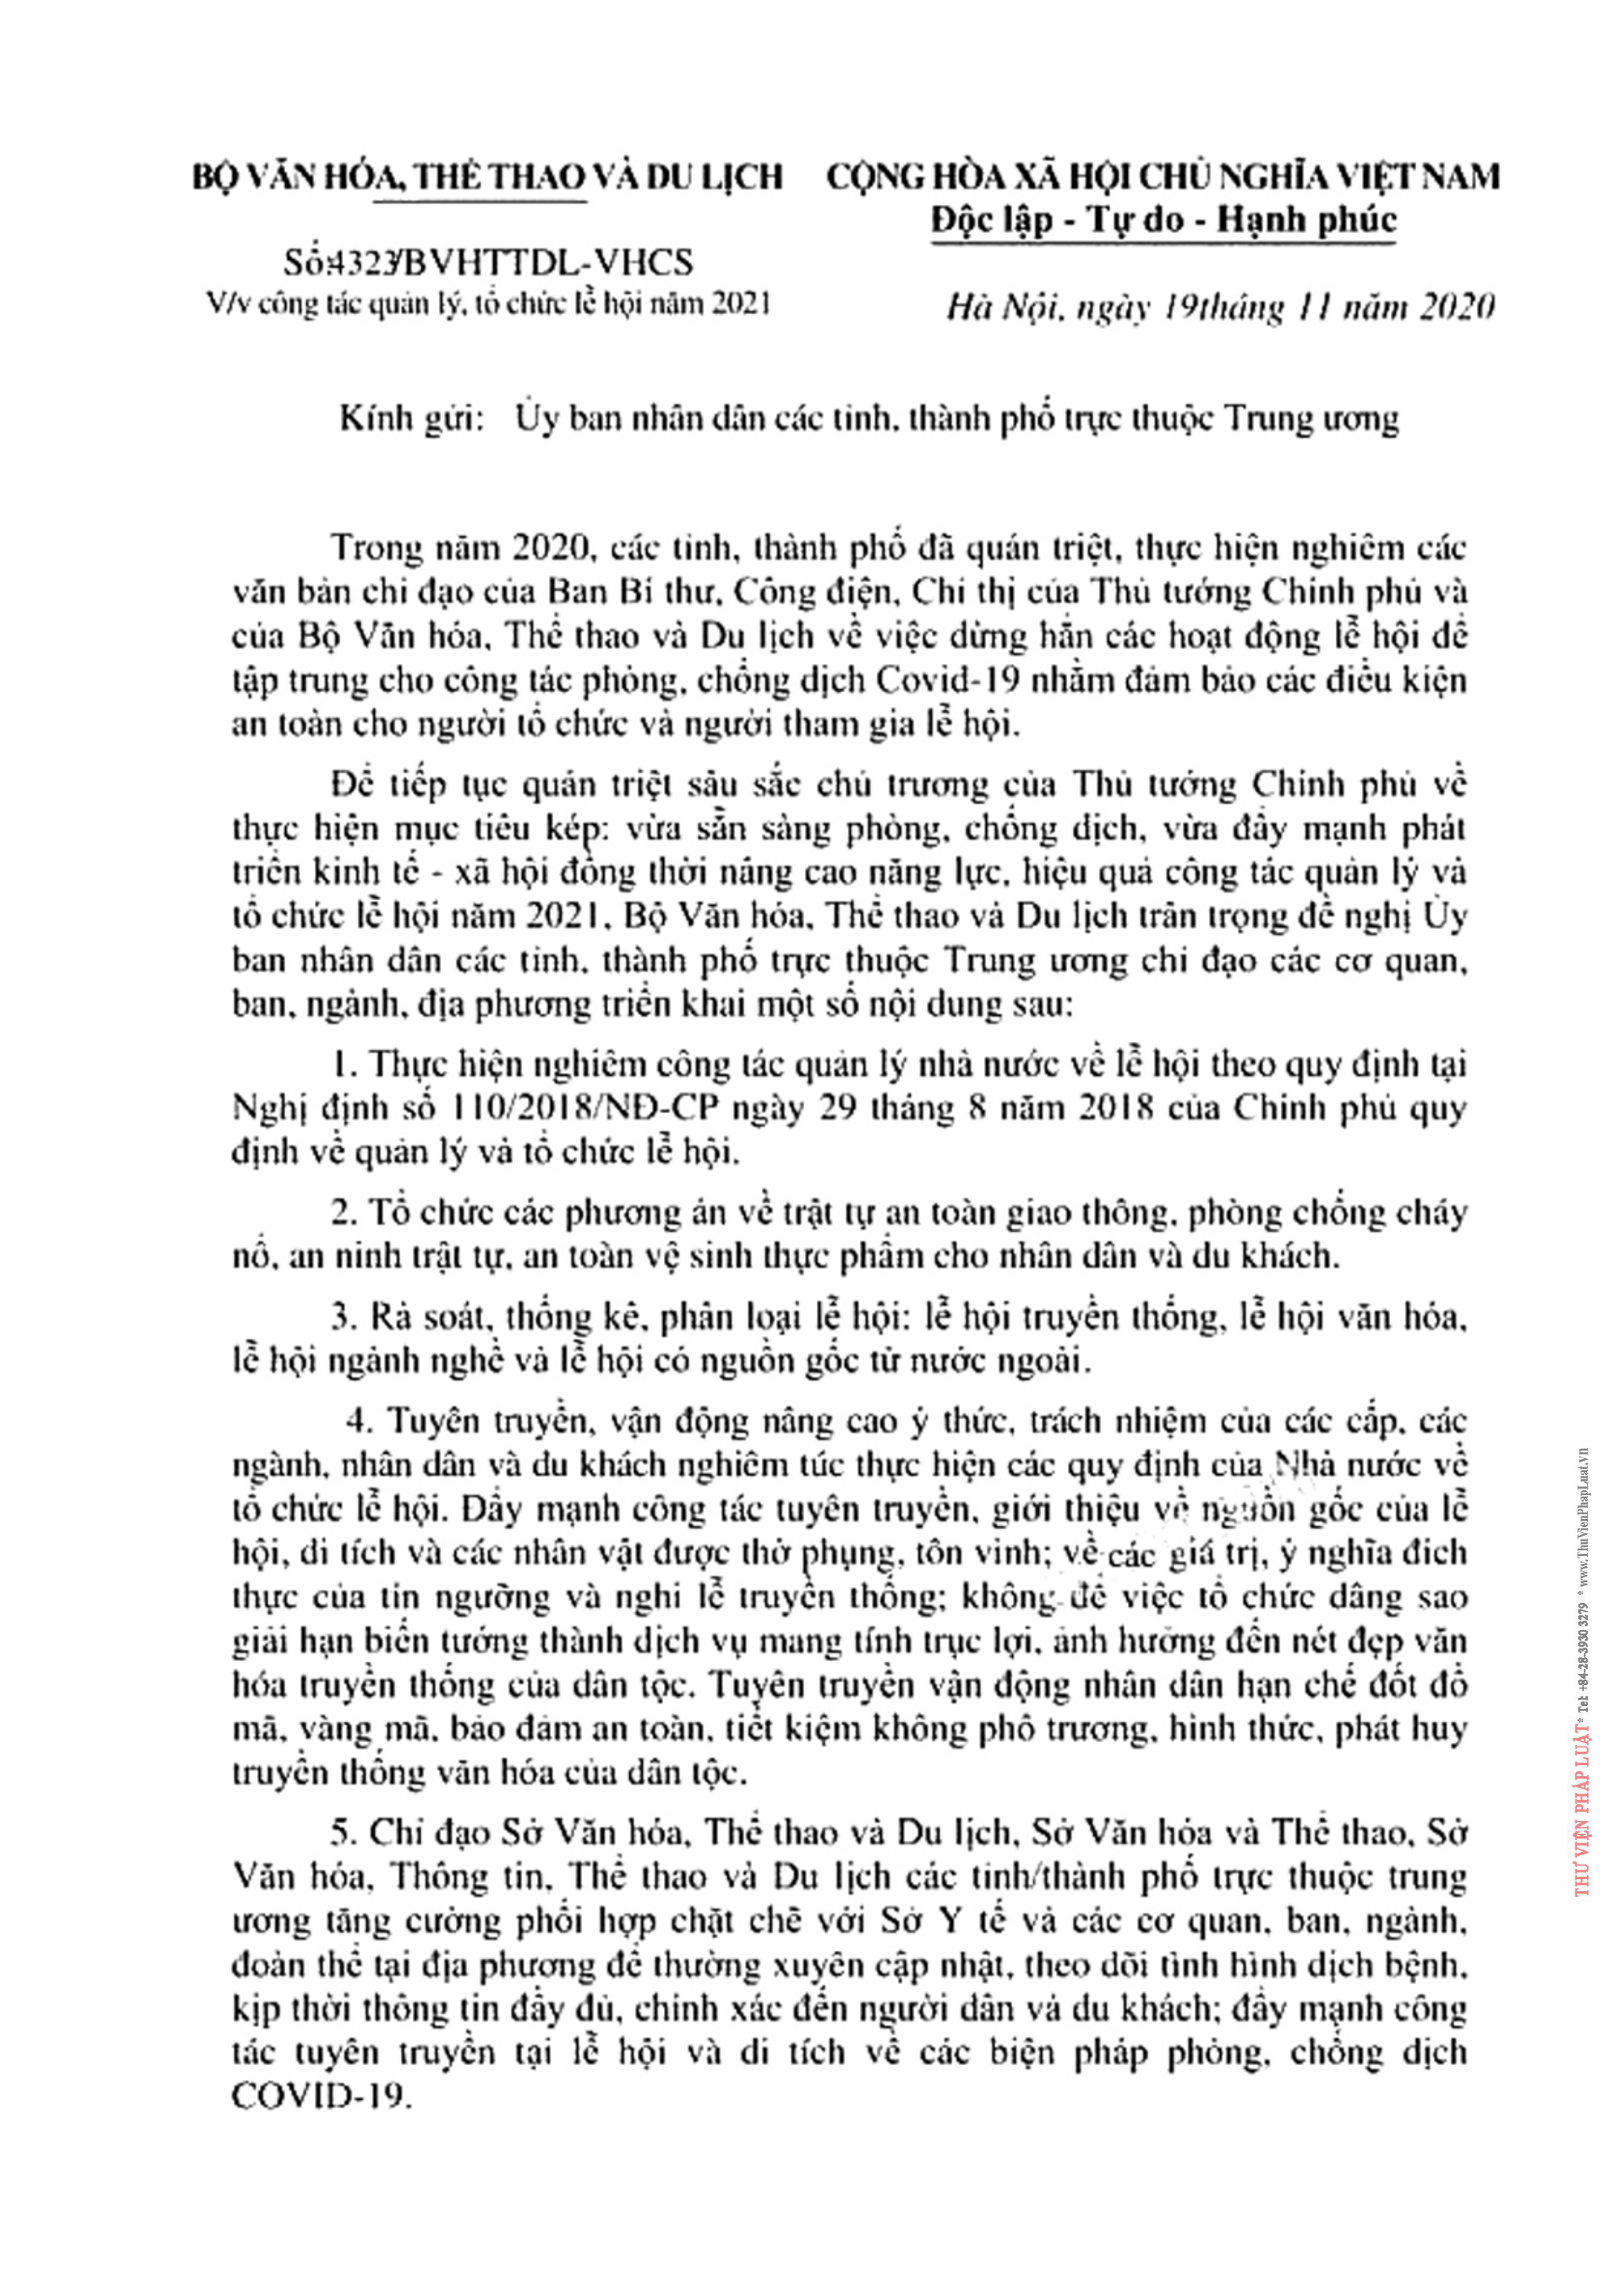 BỘ VĂN HÓA, THỂ THAO VÀ DU LỊCH
CỘNG HÒA XÃ HỘI CHỦ NGHĨA VIỆT NAM
Độc lập - Tự do - Hạnh phúc
Số:4323/BVHTTDL-VHCS
V/v công tác quản lý, tổ chức lễ hội năm 2021
Hà Nội, ngày 19tháng 11 năm 2020
Kính gửi: Ủy ban nhân dân các tỉnh, thành phố trực thuộc Trung ương
Trong năm 2020, các tỉnh, thành phố đã quán triệt, thực hiện nghiêm các
văn bản chỉ đạo của Ban Bí thư, Công điện, Chỉ thị của Thủ tướng Chính phủ và
của Bộ Văn hóa, Thể thao và Du lịch về việc dừng hẳn các hoạt động lễ hội để
tập trung cho công tác phòng, chống dịch Covid-19 nhằm đảm bảo các điều kiện
an toàn cho người tổ chức và người tham gia lễ hội.
Để tiếp tục quán triệt sâu sắc chủ trương của Thủ tướng Chính phủ về
thực hiện mục tiêu kép: vừa sẵn sàng phòng, chống dịch, vừa đẩy mạnh phát
triển kinh tế - xã hội đồng thời nâng cao năng lực, hiệu quả công tác quản lý và
tổ chức lễ hội năm 2021, Bộ Văn hóa, Thể thao và Du lịch trân trọng đề nghị Ủy
ban nhân dân các tỉnh, thành phố trực thuộc Trung ương chỉ đạo các cơ quan,
ban, ngành, địa phương triển khai một số nội dung sau:
1. Thực hiện nghiêm công tác quản lý nhà nước về lễ hội theo quy định tại
Nghị định số 110/2018/NĐ-CP ngày 29 tháng 8 năm 2018 của Chính phủ quy
định về quản lý và tổ chức lễ hội.
2. Tổ chức các phương án về trật tự an toàn giao thông, phòng chống cháy
nổ, an ninh trật tự, an toàn vệ sinh thực phẩm cho nhân dân và du khách.
3. Rà soát, thống kê, phân loại lễ hội: lễ hội truyền thống, lễ hội văn hóa,
lễ hội ngành nghề và lễ hội có nguồn gốc từ nước ngoài.
4. Tuyên truyền, vận động nâng cao ý thức, trách nhiệm của các cấp, các
ngành, nhân dân và du khách nghiêm túc thực hiện các quy định của Nhà nước về
tổ chức lễ hội. Đẩy mạnh công tác tuyên truyền, giới thiệu về nguồn gốc của lễ
hội, di tích và các nhân vật được thờ phụng, tôn vinh; về các giá trị, ý nghĩa đích
thực của tín ngưỡng và nghi lễ truyền thống; không để việc tổ chức dâng sao
giải hạn biến tướng thành dịch vụ mang tính trục lợi, ảnh hưởng đến nét đẹp văn
hóa truyền thống của dân tộc. Tuyên truyền vận động nhân dân hạn chế đốt đồ
mã, vàng mã, bảo đảm an toàn, tiết kiệm không phô trương, hình thức, phát huy
truyền thống văn hóa của dân tộc.
5. Chỉ đạo Sở Văn hóa, Thể thao và Du lịch, Sở Văn hóa và Thể thao, Sở
Văn hóa, Thông tin, Thể thao và Du lịch các tỉnh/thành phố trực thuộc trung
ương tăng cường phối hợp chặt chẽ với Sở Y tế và các cơ quan, ban, ngành,
đoàn thể tại địa phương để thường xuyên cập nhật, theo dõi tình hình dịch bệnh,
kịp thời thông tin đầy đủ, chính xác đến người dân và du khách; đẩy mạnh công
tác tuyên truyền tại lễ hội và di tích về các biện pháp phòng, chống dịch
COVID-19.
THƯ VIỆN PHÁP LUẬT * Tel: +84-28-3930 3279 * www.ThuVienPhapLuat.vn